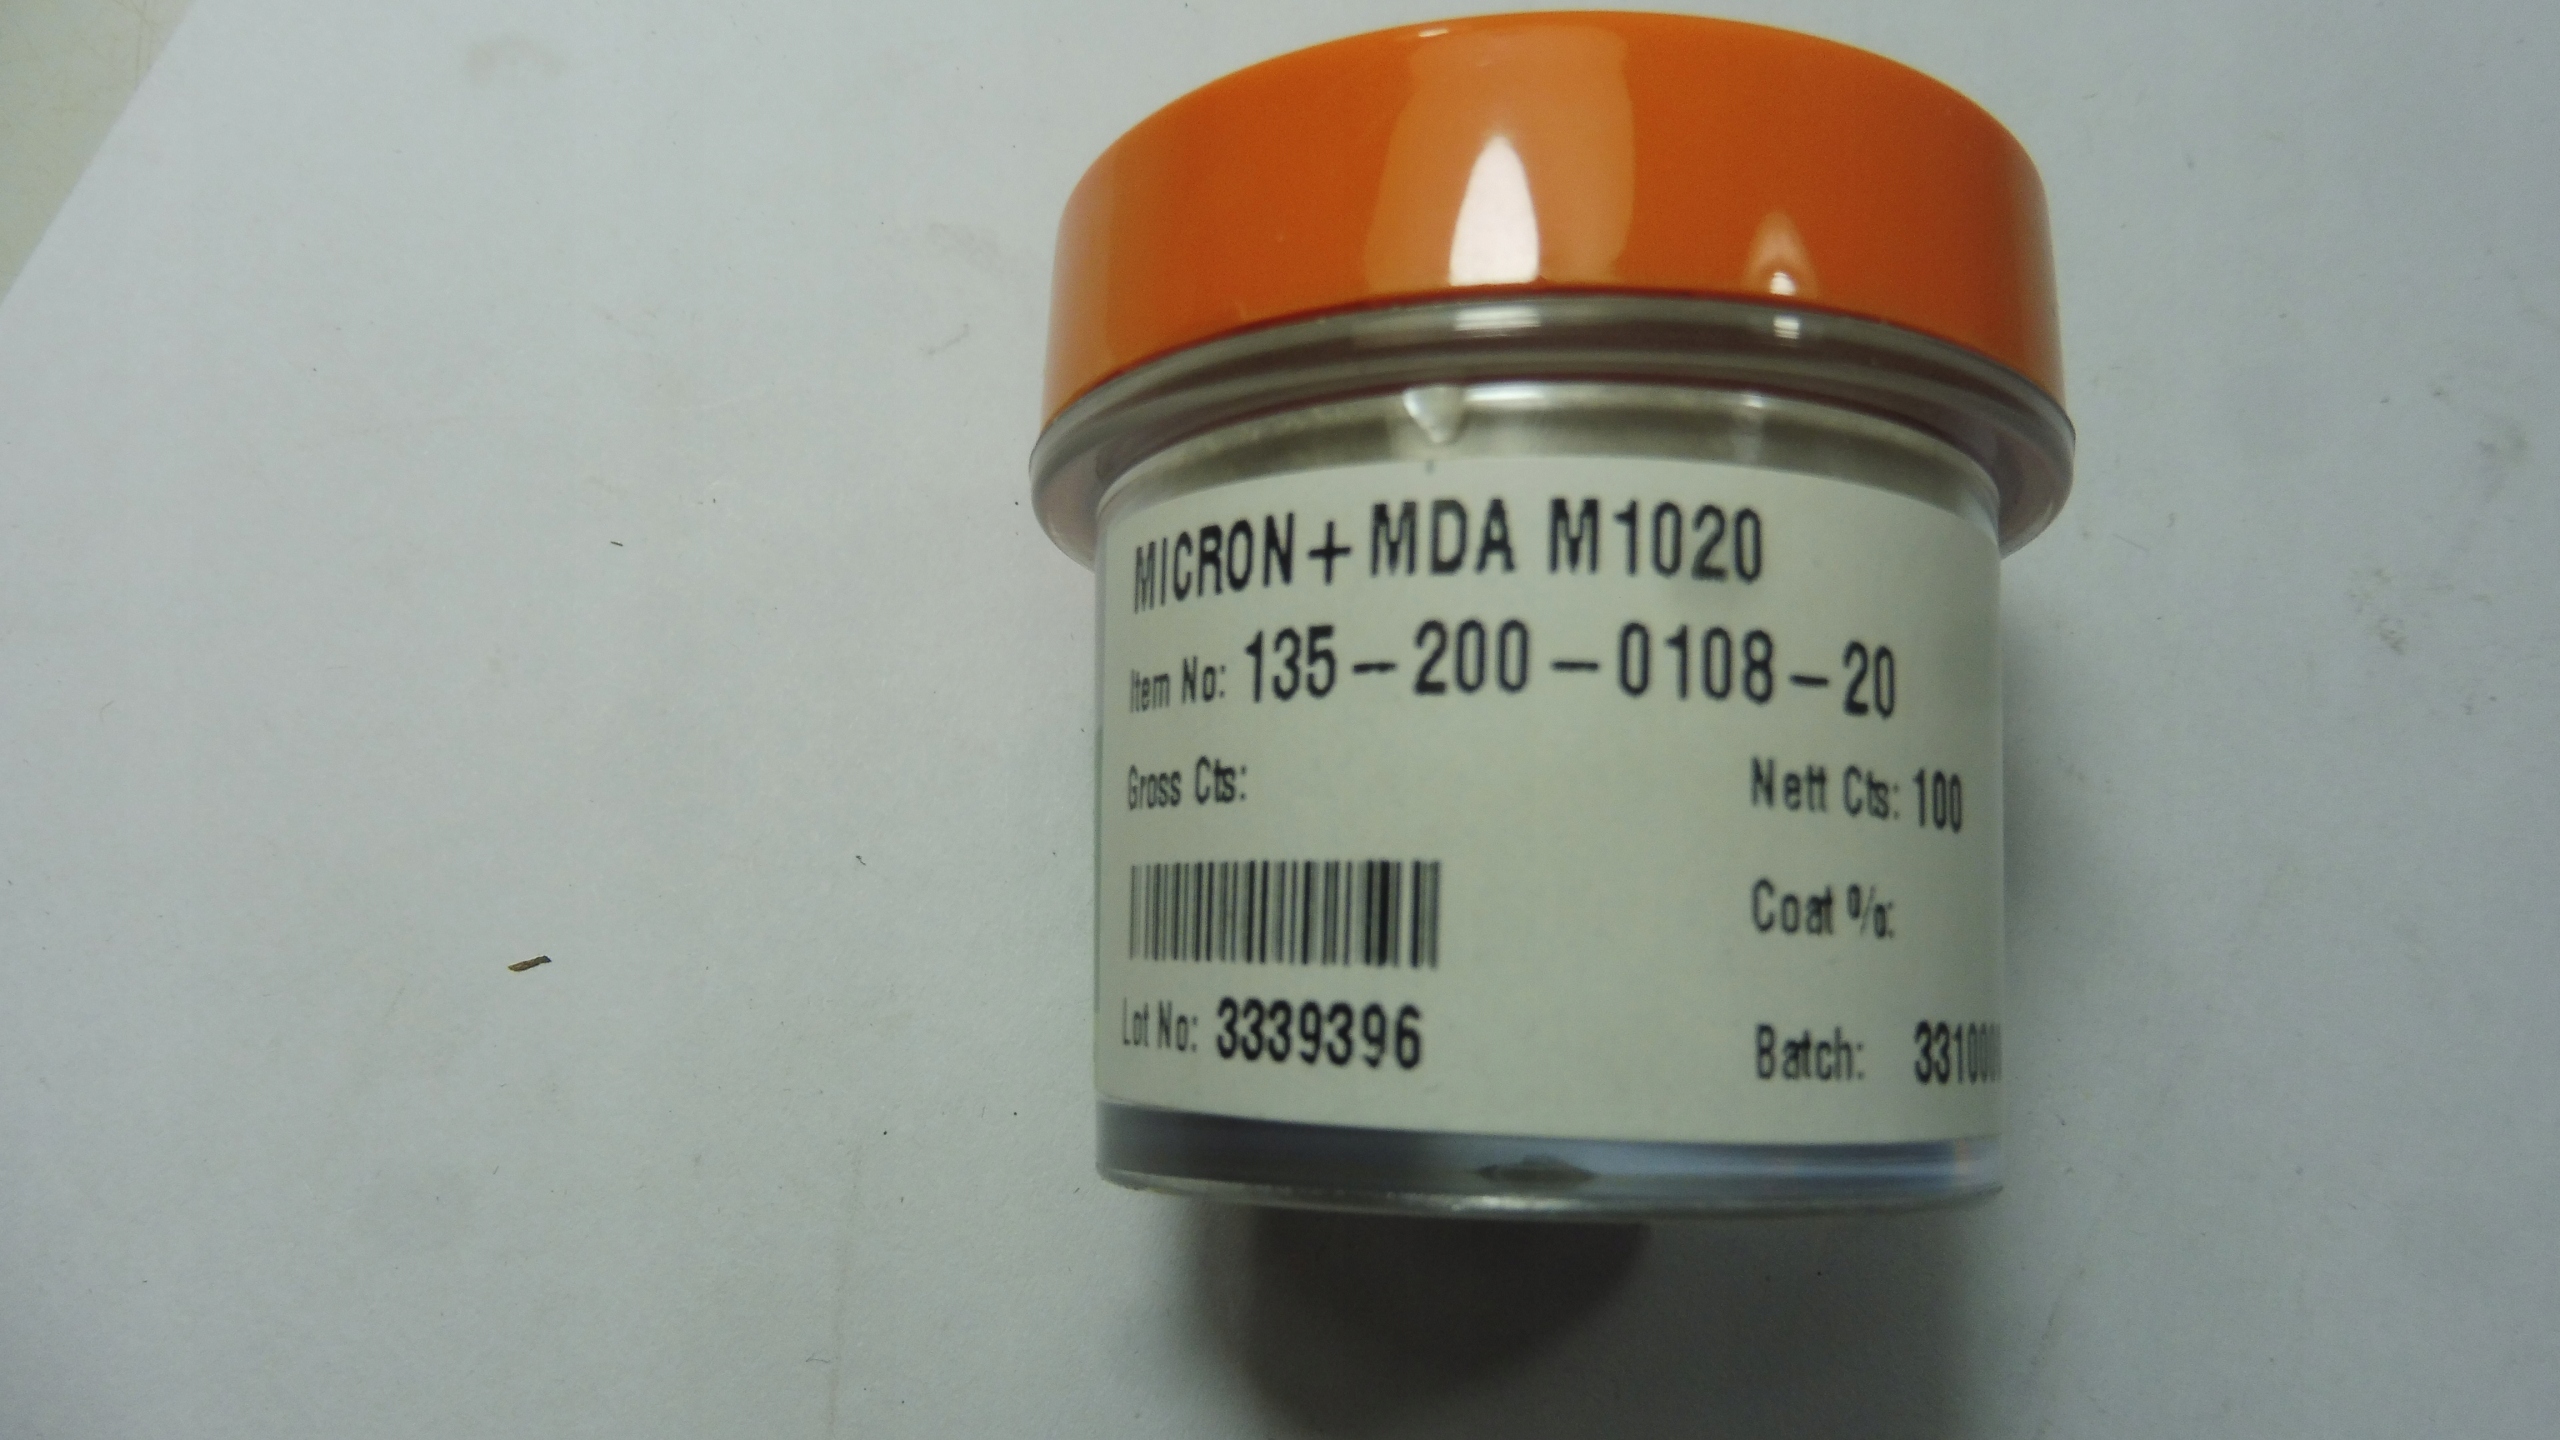 MICRON+MDA M1020
Item No: 135-200-0108-20
Gross Cts: Nett Cts: 100
Coat %:
Lot No: 3339396 Batch: